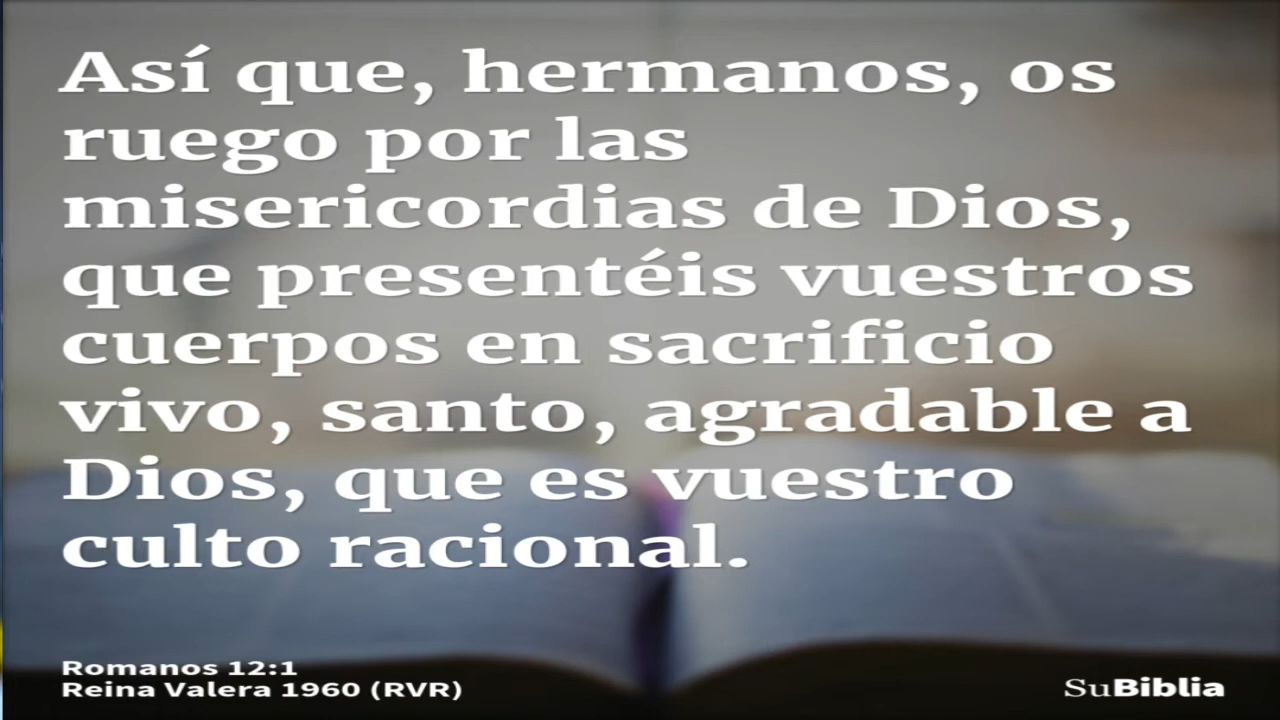 Así que, hermanos, os
ruego por las
misericordias de Dios,
que presentéis vuestros
cuerpos en sacrificio
vivo, santo, agradable a
Dios, que es vuestro
culto racional.
Romanos 12:1
Reina Valera 1960 (RVR)
SuBiblia